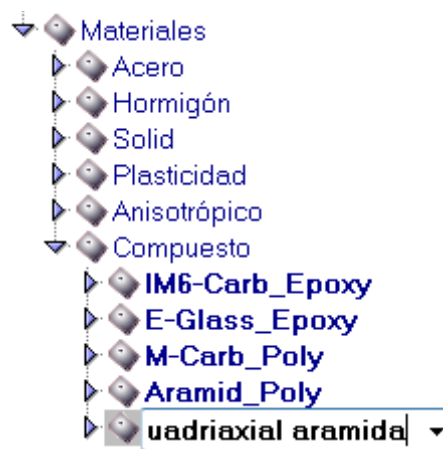 Materiales
Acero
Hormigón
Solid
Plasticidad
Anisotrópico
Compuesto
IM6-Carb_Epoxy
E-Glass_Epoxy
M-Carb_Poly
Aramid_Poly
uadriaxial aramida